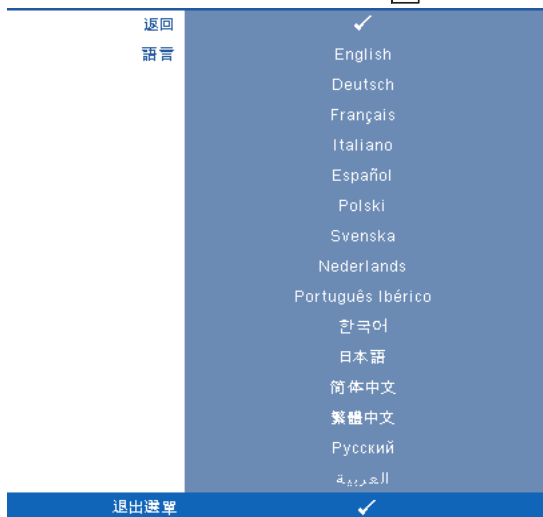 返回 ✓
語言 English
Deutsch
Français
Italiano
Español
Polski
Svenska
Nederlands
Português Ibérico
한국어
日本語
简体中文
繁體中文
Русский
العربية
退出選單 ✓